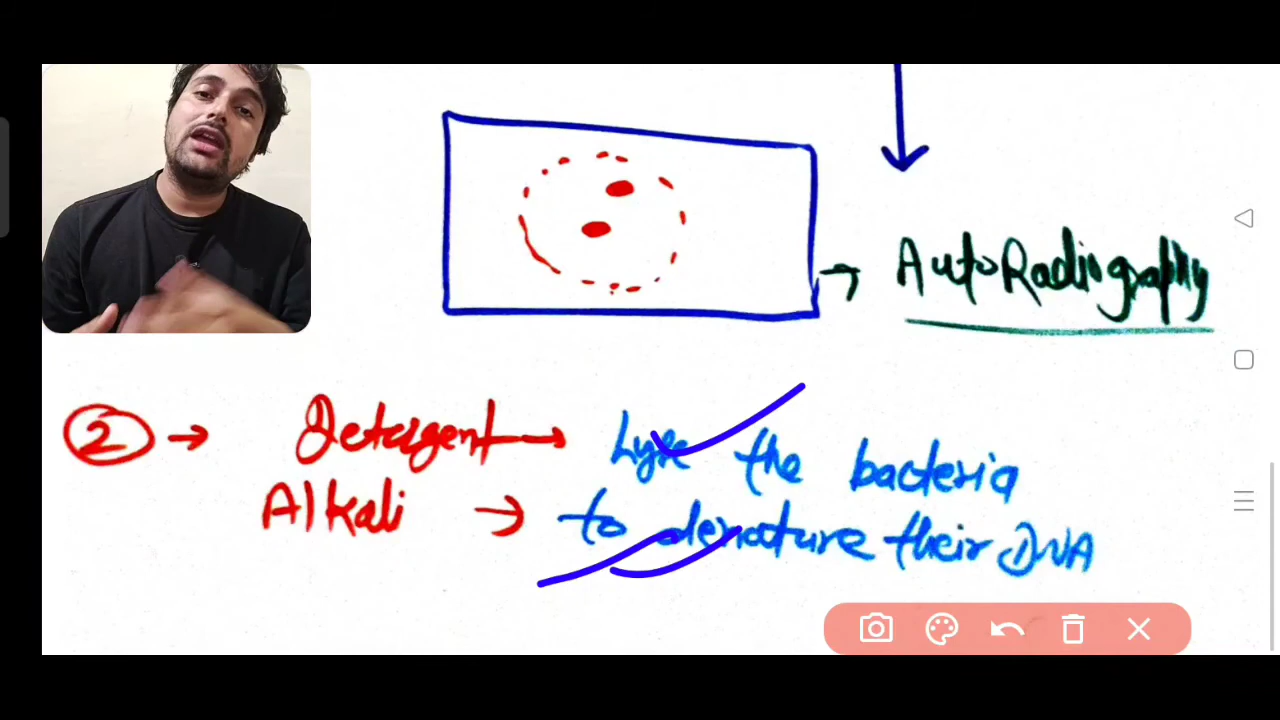 AutoRadiography
② → Detergent → Lyse the bacteria
Alkali → to denature their DNA